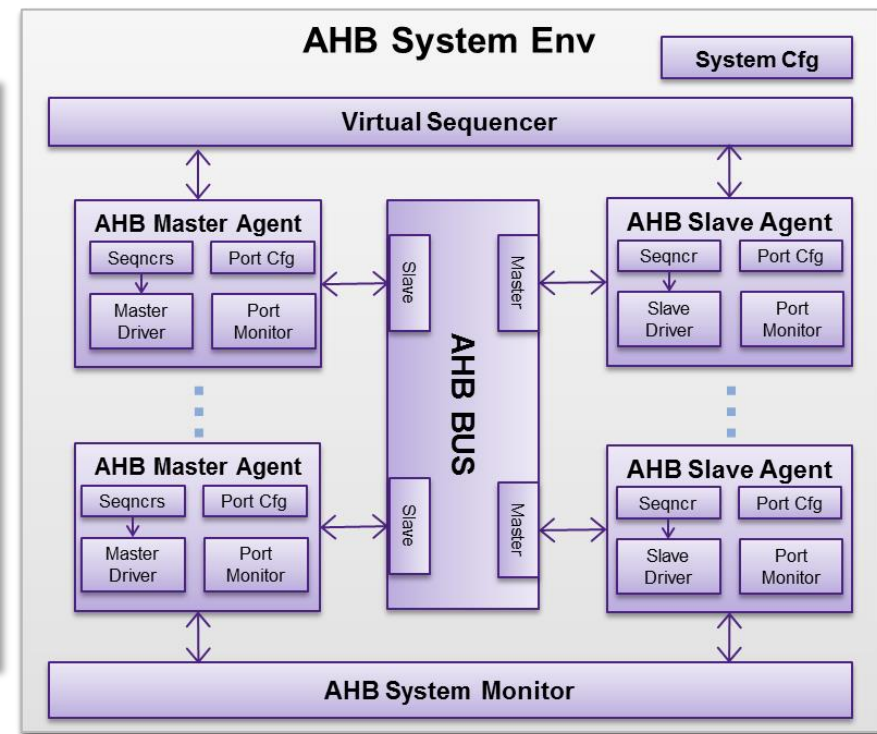 AHB System Env
System Cfg
Virtual Sequencer
AHB Master Agent
Seqncrs
Port Cfg
Master
Driver
Port
Monitor
Slave
Master
AHB BUS
AHB Slave Agent
Seqncr
Port Cfg
Slave
Driver
Port
Monitor
AHB Master Agent
Seqncrs
Port Cfg
Master
Driver
Port
Monitor
Slave
Master
AHB Slave Agent
Seqncr
Port Cfg
Slave
Driver
Port
Monitor
AHB System Monitor